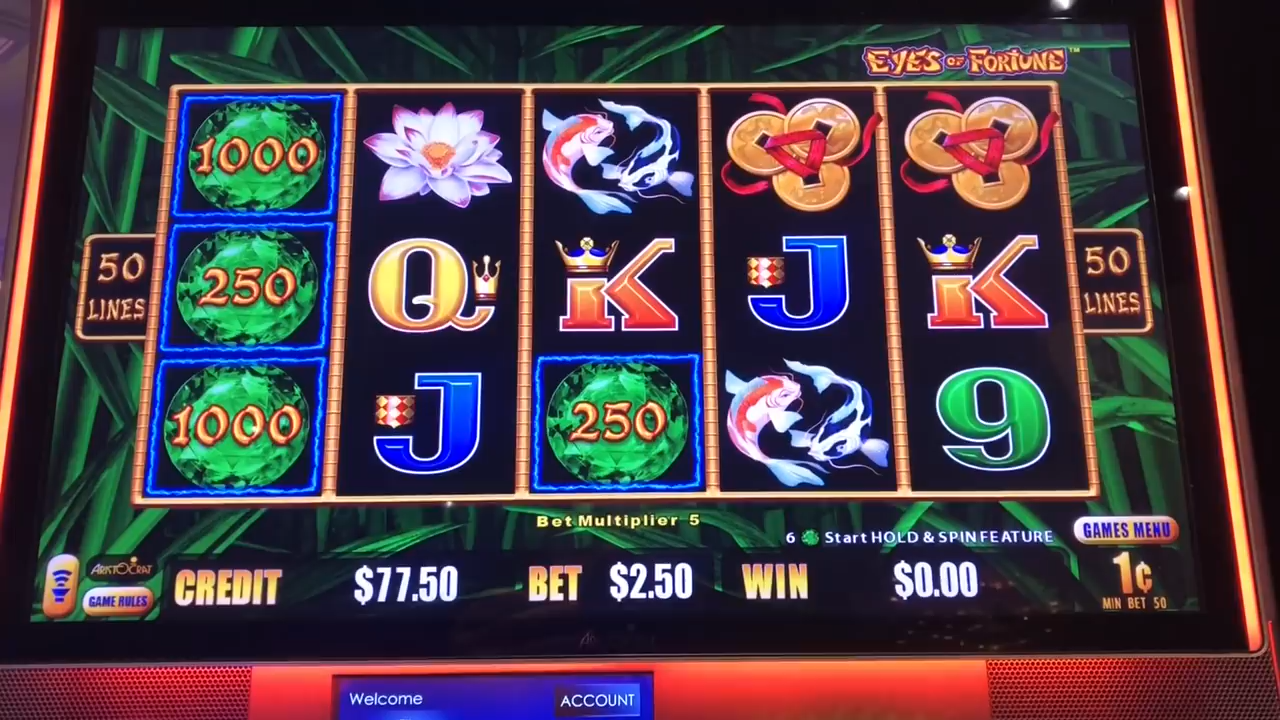 EYES OF FORTUNE™
1000
250
1000
Q
J
K
250
J
K
9
50
LINES
50
LINES
Bet Multiplier 5
6 Start HOLD & SPIN FEATURE
GAMES MENU
ARISTOCRAT
GAME RULES
CREDIT $77.50 BET $2.50 WIN $0.00
1¢
MIN BET 50
Welcome
ACCOUNT